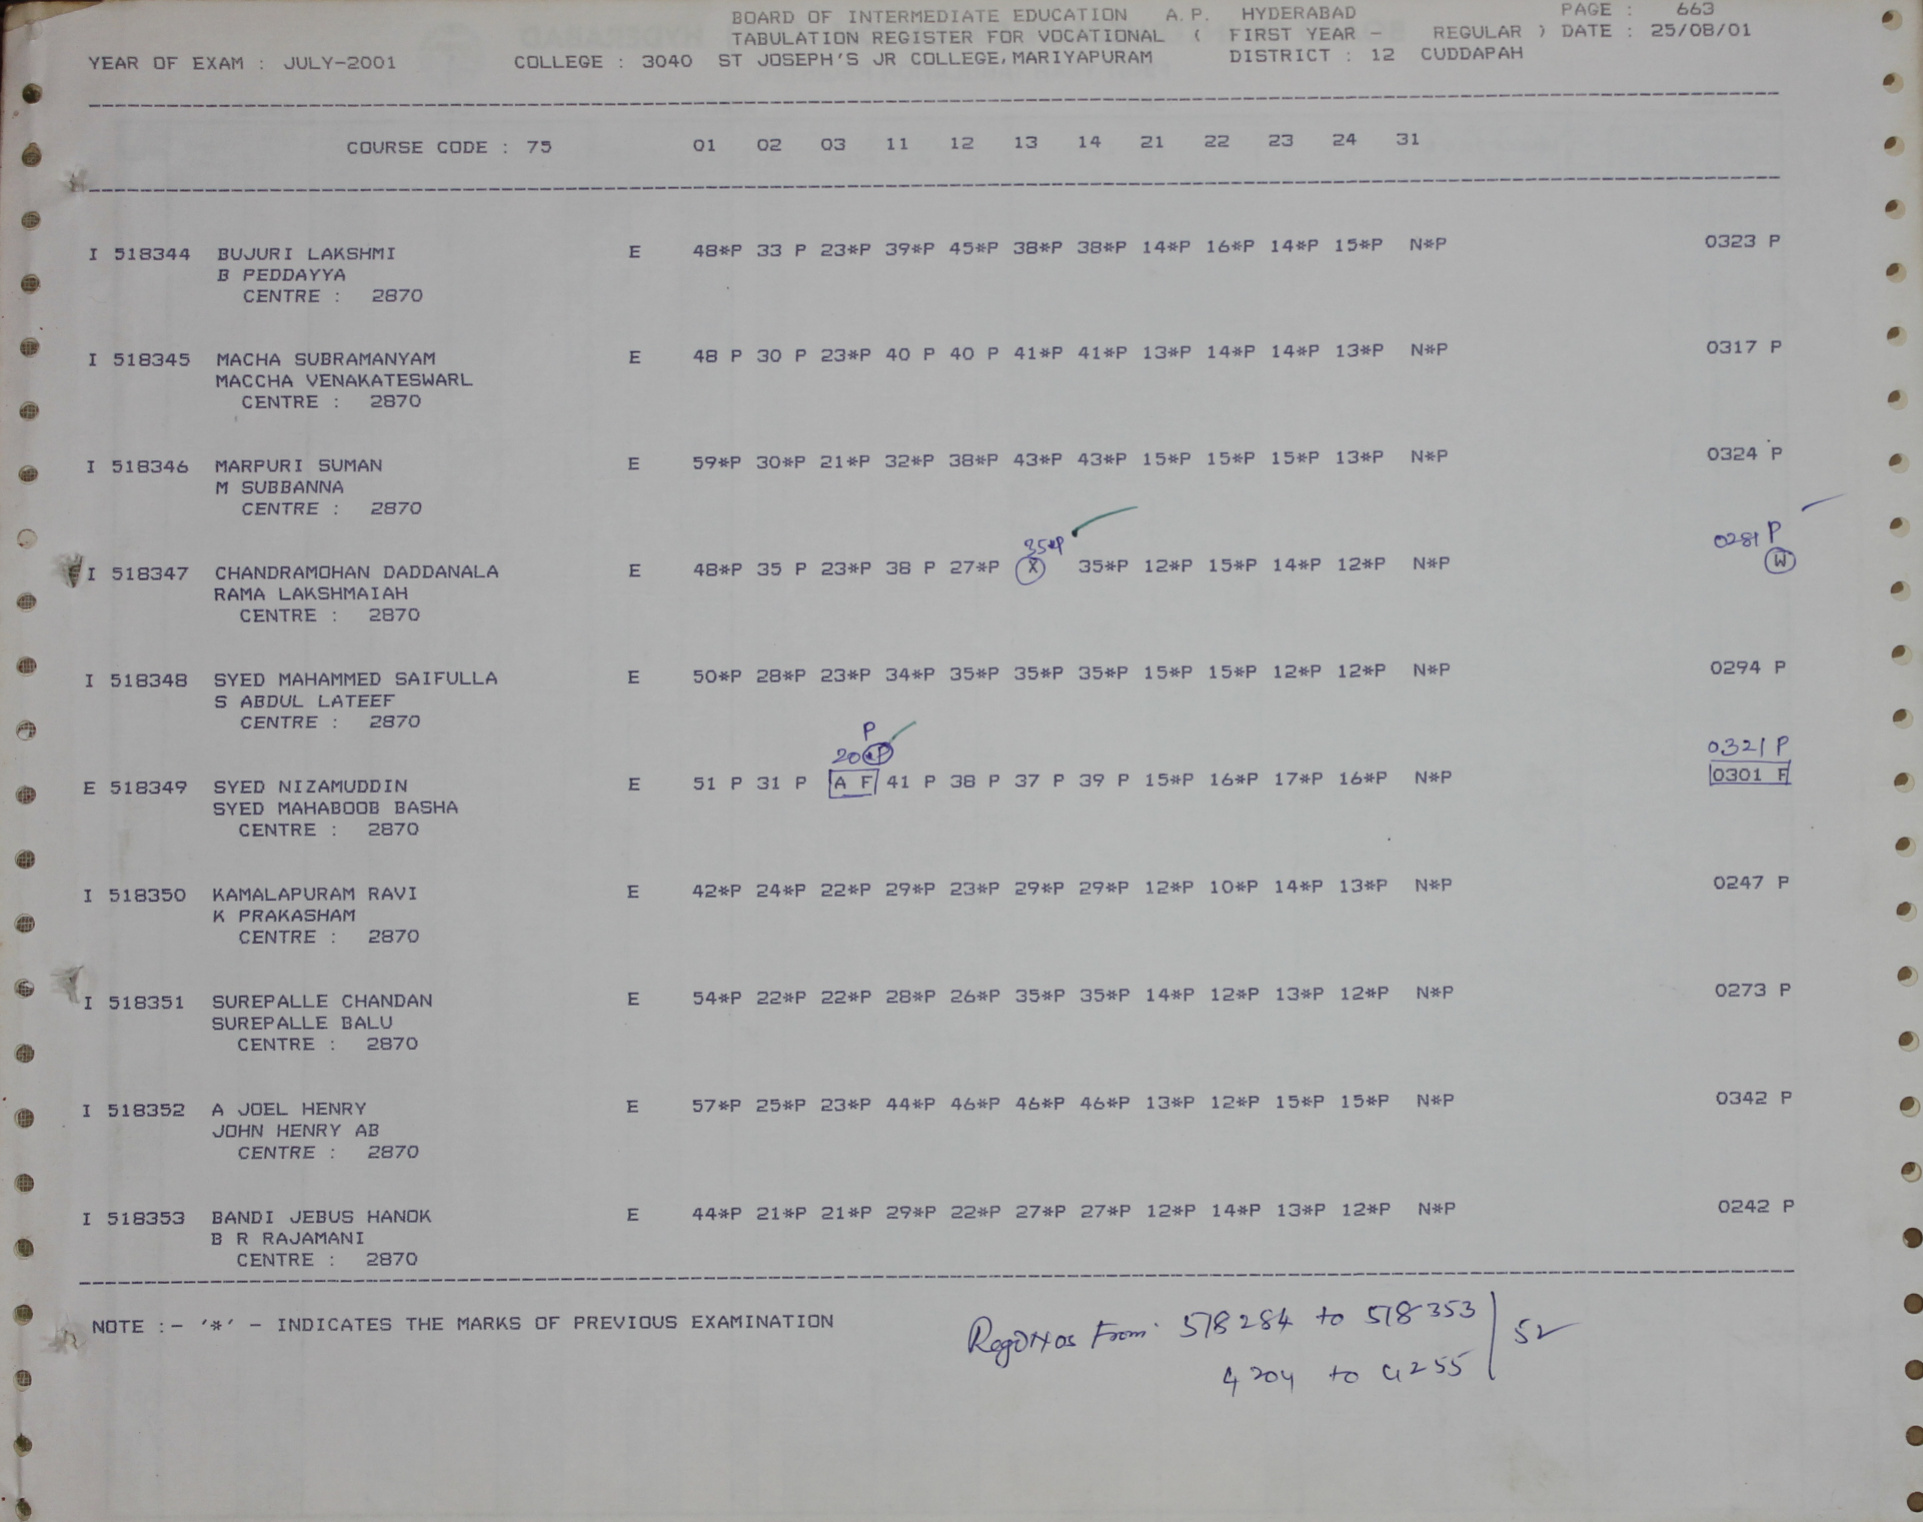 BOARD OF INTERMEDIATE EDUCATION A.P. HYDERABAD PAGE : 663
TABULATION REGISTER FOR VOCATIONAL ( FIRST YEAR - REGULAR ) DATE : 25/08/01
YEAR OF EXAM : JULY-2001 COLLEGE : 3040 ST JOSEPH'S JR COLLEGE,MARIYAPURAM DISTRICT : 12 CUDDAPAH
COURSE CODE : 75 01 02 03 11 12 13 14 21 22 23 24 31
I 518344 BUJURI LAKSHMI E 48*P 33 P 23*P 39*P 45*P 38*P 38*P 14*P 16*P 14*P 15*P N*P 0323 P
B PEDDAYYA
CENTRE : 2870
I 518345 MACHA SUBRAMANYAM E 48 P 30 P 23*P 40 P 40 P 41*P 41*P 13*P 14*P 14*P 13*P N*P 0317 P
MACCHA VENAKATESWARL
CENTRE : 2870
I 518346 MARPURI SUMAN E 59*P 30*P 21*P 32*P 38*P 43*P 43*P 15*P 15*P 15*P 13*P N*P 0324 P
M SUBBANNA
CENTRE : 2870
35*P 0281 P
I 518347 CHANDRAMOHAN DADDANALA E 48*P 35 P 23*P 38 P 27*P X 35*P 12*P 15*P 14*P 12*P N*P W
RAMA LAKSHMAIAH
CENTRE : 2870
I 518348 SYED MAHAMMED SAIFULLA E 50*P 28*P 23*P 34*P 35*P 35*P 35*P 15*P 15*P 12*P 12*P N*P 0294 P
S ABDUL LATEEF
CENTRE : 2870
P
20*P 0321 P
E 518349 SYED NIZAMUDDIN E 51 P 31 P A F 41 P 38 P 37 P 39 P 15*P 16*P 17*P 16*P N*P 0301 F
SYED MAHABOOB BASHA
CENTRE : 2870
I 518350 KAMALAPURAM RAVI E 42*P 24*P 22*P 29*P 23*P 29*P 29*P 12*P 10*P 14*P 13*P N*P 0247 P
K PRAKASHAM
CENTRE : 2870
I 518351 SUREPALLE CHANDAN E 54*P 22*P 22*P 28*P 26*P 35*P 35*P 14*P 12*P 13*P 12*P N*P 0273 P
SUREPALLE BALU
CENTRE : 2870
I 518352 A JOEL HENRY E 57*P 25*P 23*P 44*P 46*P 46*P 46*P 13*P 12*P 15*P 15*P N*P 0342 P
JOHN HENRY AB
CENTRE : 2870
I 518353 BANDI JEBUS HANOK E 44*P 21*P 21*P 29*P 22*P 27*P 27*P 12*P 14*P 13*P 12*P N*P 0242 P
B R RAJAMANI
CENTRE : 2870
NOTE :- '*' - INDICATES THE MARKS OF PREVIOUS EXAMINATION
From 518284 to 518353 52
4204 to 4255